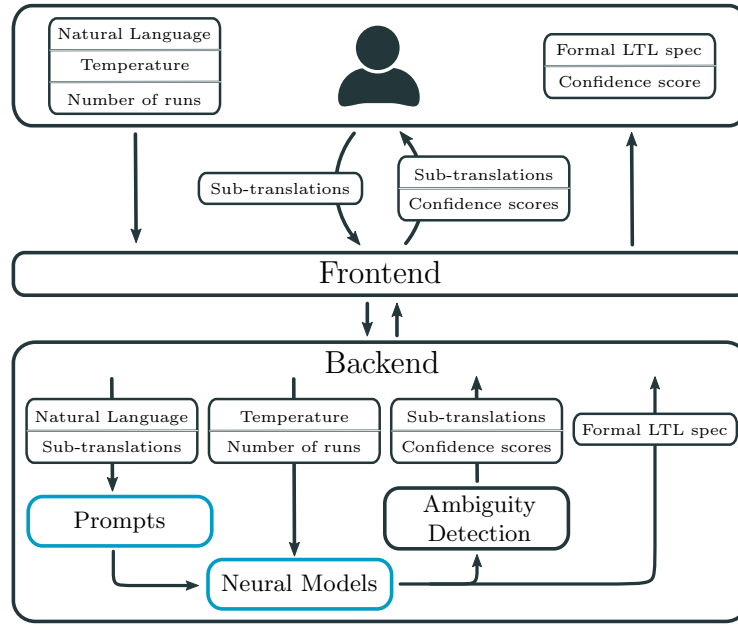 Natural Language
Temperature
Number of runs
Formal LTL spec
Confidence score
Sub-translations
Sub-translations
Confidence scores
Frontend
Backend
Natural Language
Sub-translations
Temperature
Number of runs
Sub-translations
Confidence scores
Formal LTL spec
Prompts
Ambiguity
Detection
Neural Models